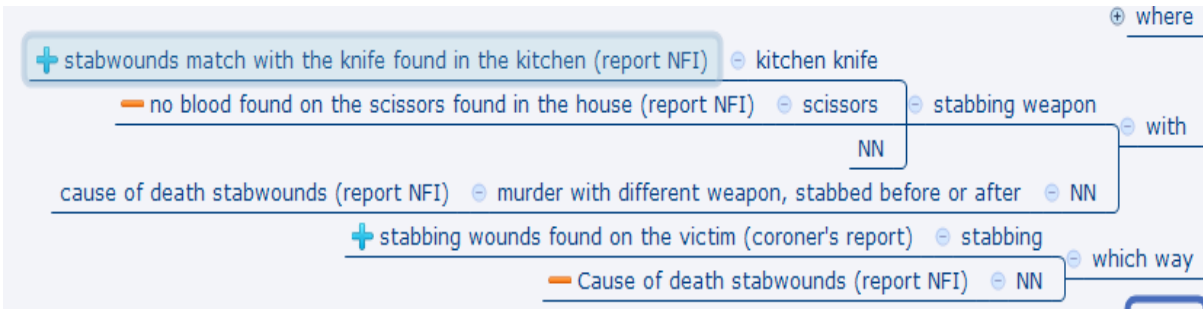 where
stabwounds match with the knife found in the kitchen (report NFI) kitchen knife
no blood found on the scissors found in the house (report NFI) scissors stabbing weapon
with
NN
cause of death stabwounds (report NFI) murder with different weapon, stabbed before or after NN
stabbing wounds found on the victim (coroner's report) stabbing
which way
Cause of death stabwounds (report NFI) NN